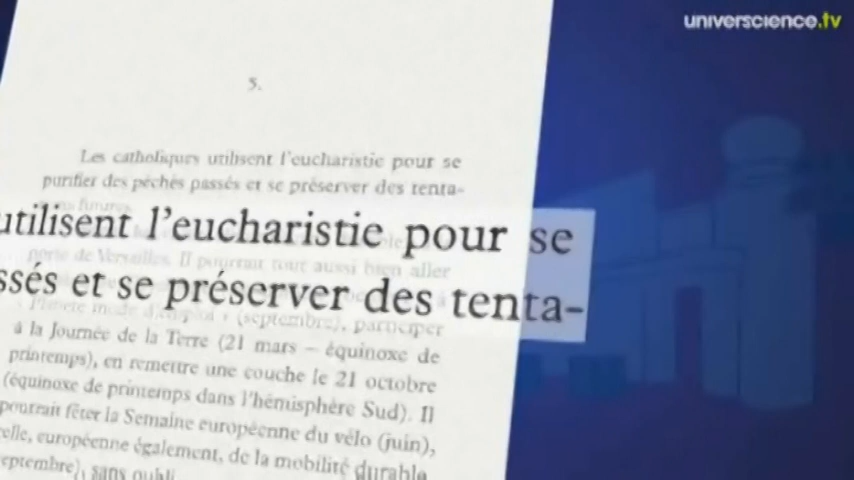 universcience.tv
5.
Les catholiques utilisent l'eucharistie pour se
purifier des péchés passés et se préserver des tenta-
utilisent l'eucharistie pour se
ssés et se préserver des tenta-
porte de Versailles. Il pourrait tout aussi bien aller
Planète mode d'emploi » (septembre), participer
à la Journée de la Terre (21 mars – équinoxe de
printemps), en remettre une couche le 21 octobre
(équinoxe de printemps dans l'hémisphère Sud). Il
pourrait fêter la Semaine européenne du vélo (juin),
elle, européenne également, de la mobilité durable
eptembre), sans oubli